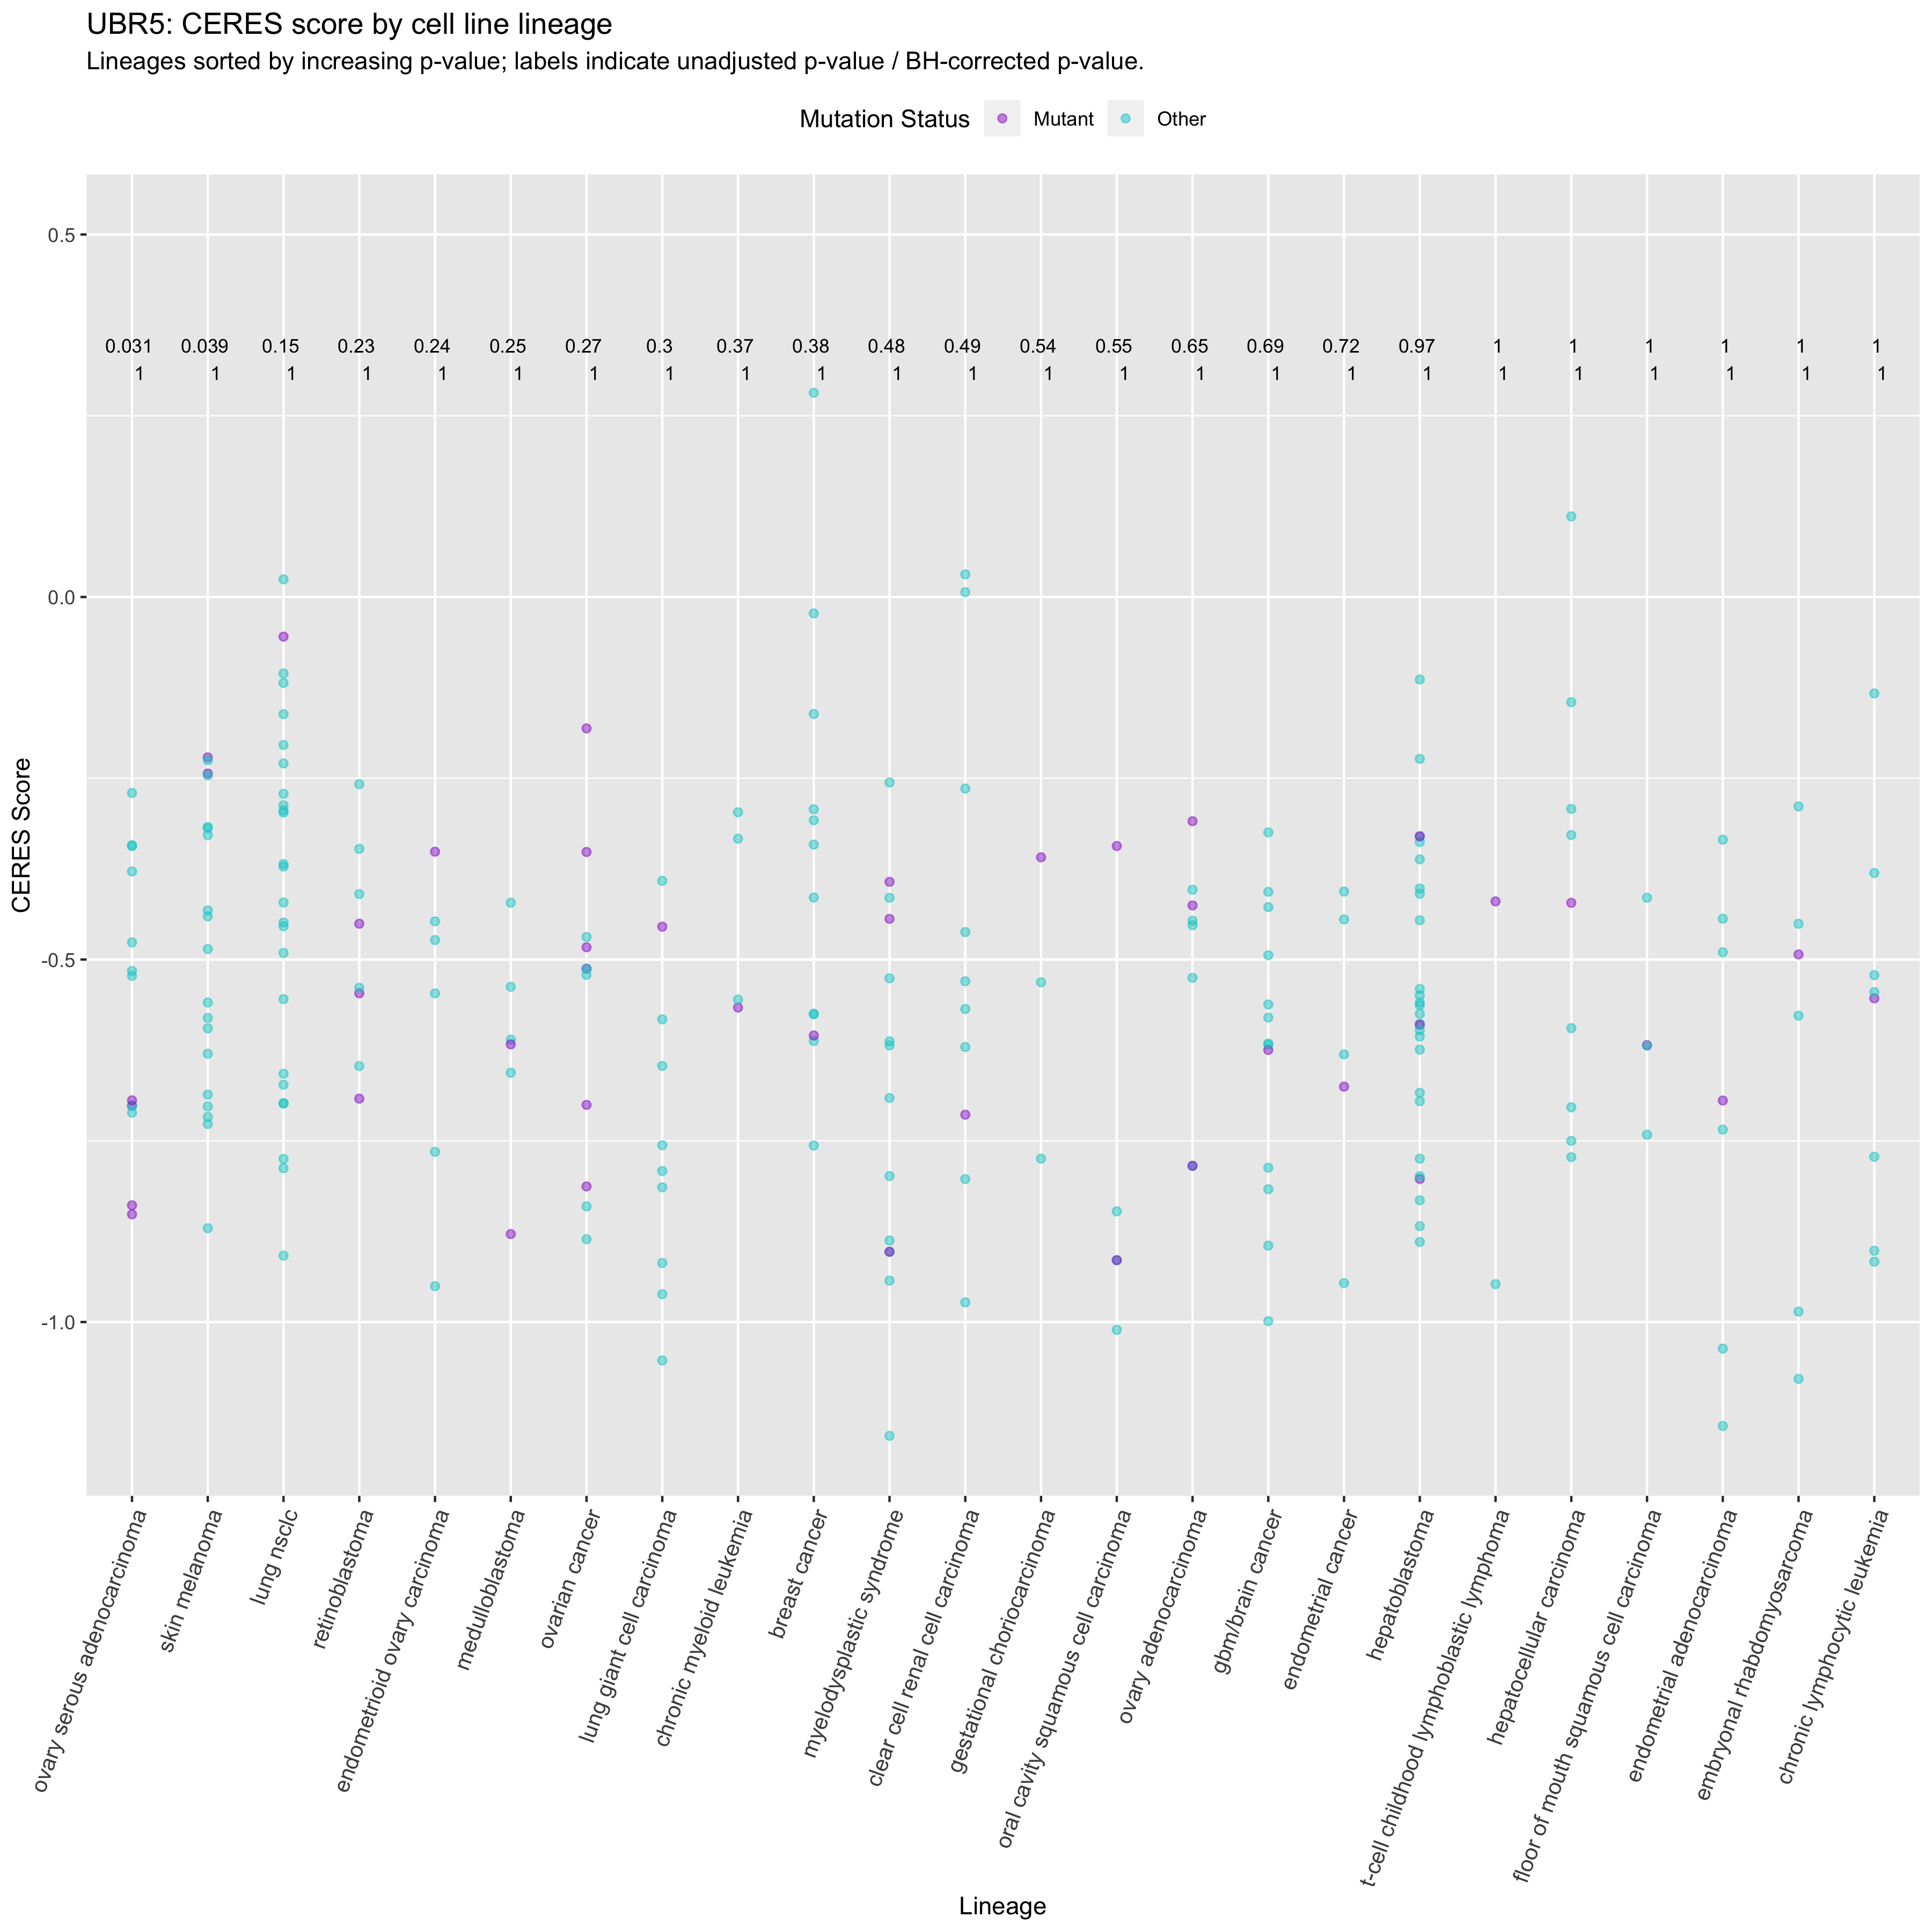 UBR5: CERES score by cell line lineage
Lineages sorted by increasing p-value; labels indicate unadjusted p-value / BH-corrected p-value.
Mutation Status Mutant Other
0.5
0.031 0.039 0.15 0.23 0.24 0.25 0.27 0.3 0.37 0.38 0.48 0.49 0.54 0.55 0.65 0.69 0.72 0.97 1 1 1 1 1 1
1 1 1 1 1 1 1 1 1 1 1 1 1 1 1 1 1 1 1 1 1 1 1 1
0.0
-0.5
-1.0
CERES Score
ovary serous adenocarcinoma
skin melanoma
lung nsclc
retinoblastoma
endometrioid ovary carcinoma
medulloblastoma
ovarian cancer
lung giant cell carcinoma
chronic myeloid leukemia
breast cancer
myelodysplastic syndrome
clear cell renal cell carcinoma
gestational choriocarcinoma
oral cavity squamous cell carcinoma
ovary adenocarcinoma
gbm/brain cancer
endometrial cancer
hepatoblastoma
t-cell childhood lymphoblastic lymphoma
hepatocellular carcinoma
floor of mouth squamous cell carcinoma
endometrial adenocarcinoma
embryonal rhabdomyosarcoma
chronic lymphocytic leukemia
Lineage